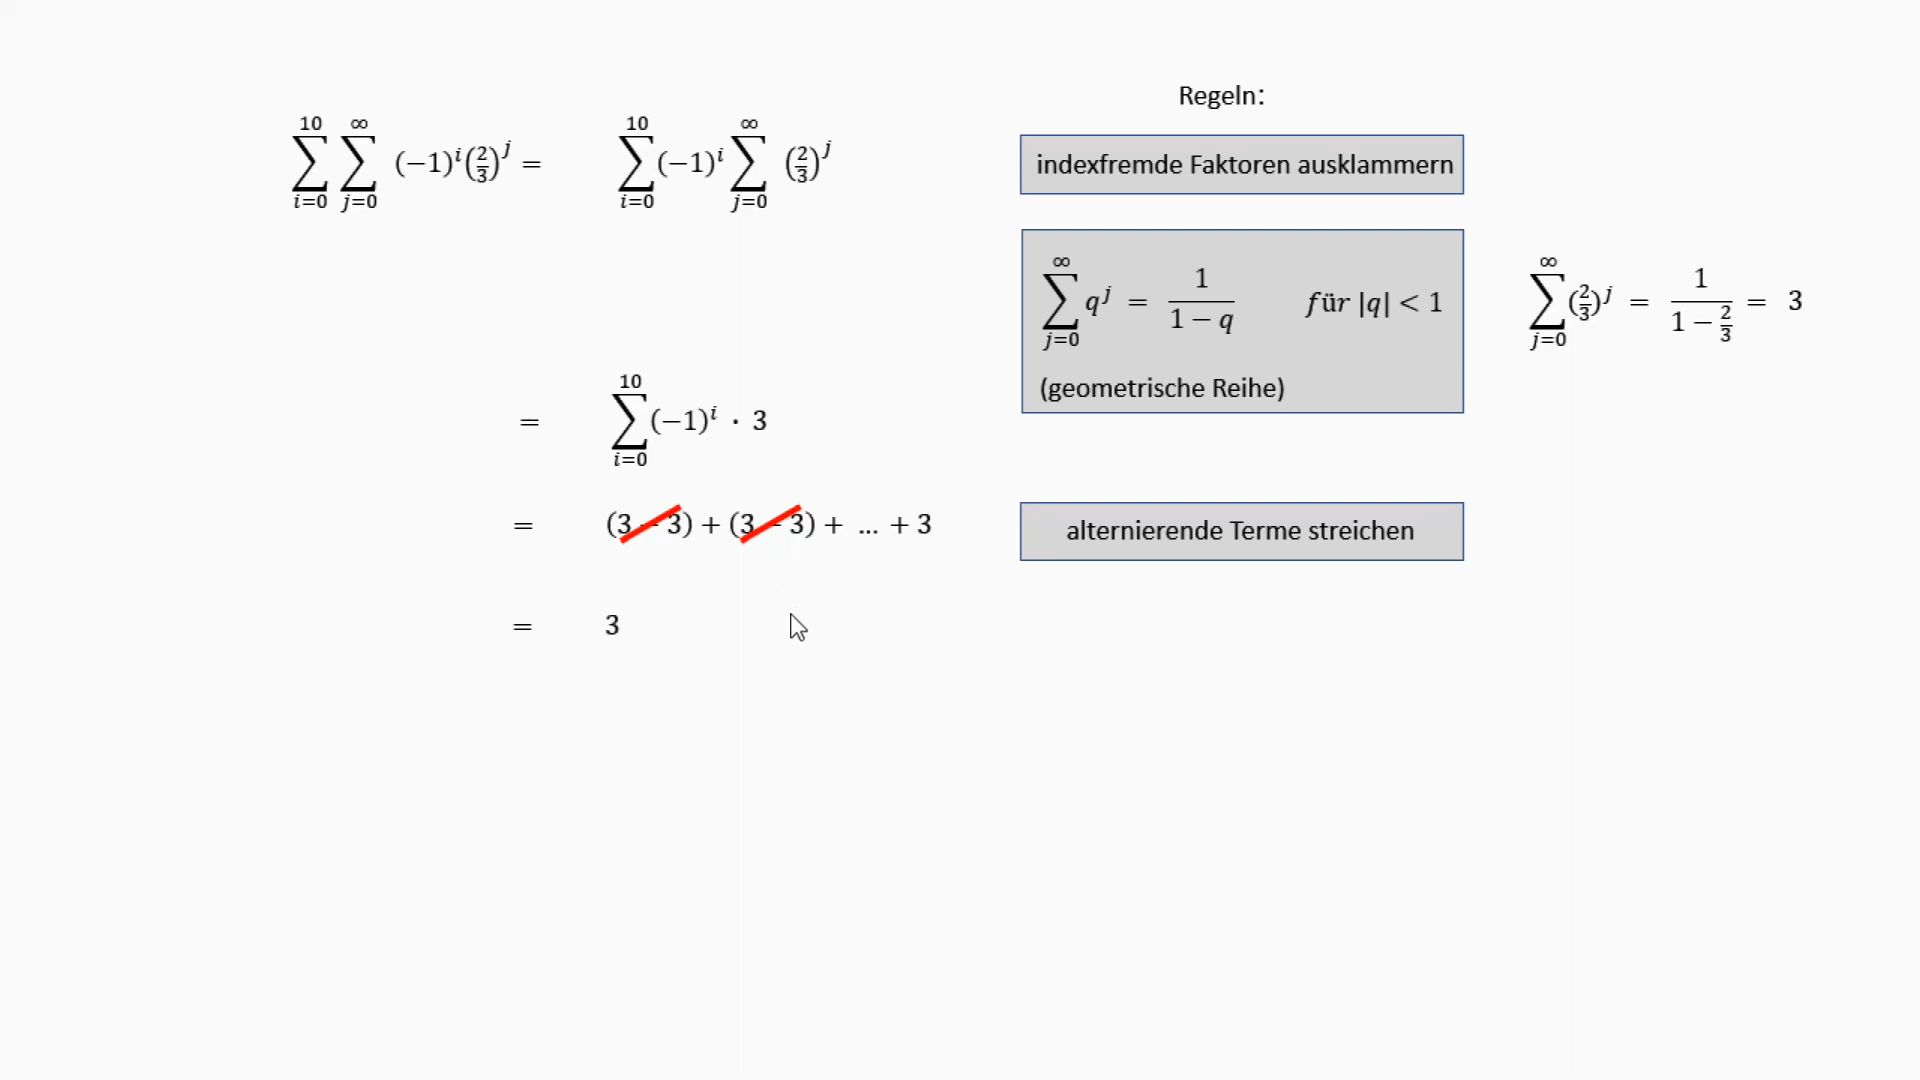 Regeln:
10 ∞ 10 ∞
∑ ∑ (−1)ⁱ(2/3)ʲ = ∑(−1)ⁱ ∑ (2/3)ʲ
i=0 j=0 i=0 j=0
indexfremde Faktoren ausklammern
∞
∑ qʲ = 1/(1 − q) für |q| < 1
j=0
(geometrische Reihe)
∞
∑(2/3)ʲ = 1/(1 − 2/3) = 3
j=0
10
= ∑(−1)ⁱ · 3
i=0
= (3 − 3) + (3 − 3) + ... + 3
alternierende Terme streichen
= 3